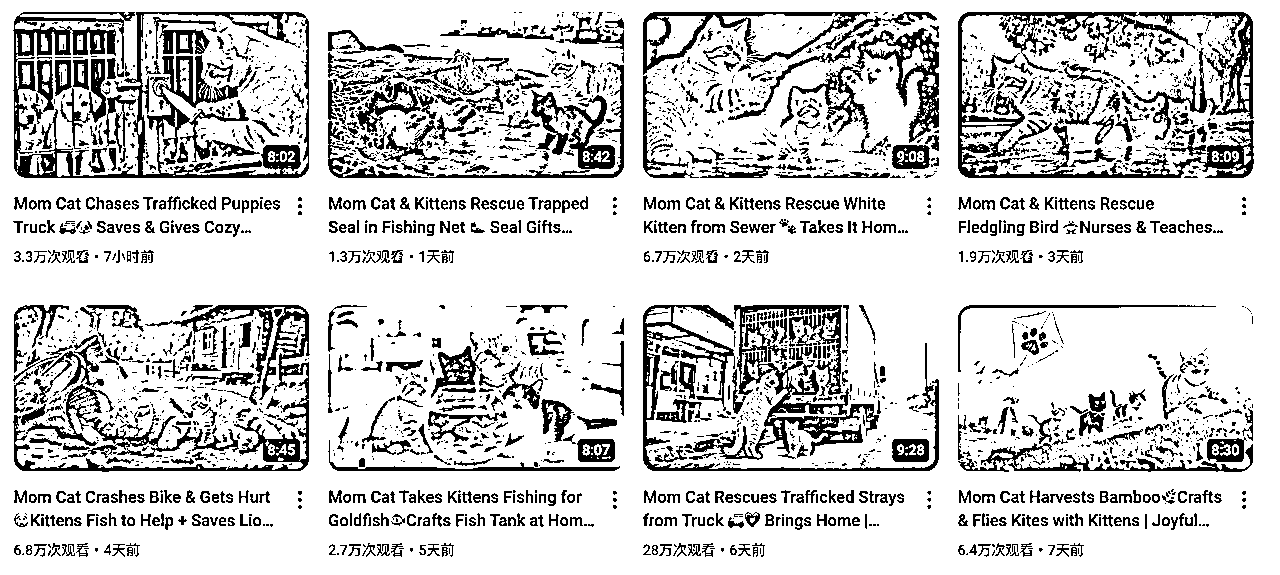 8:02
8:42
9:08
8:09
Mom Cat Chases Trafficked Puppies
Truck 🚚🐶 Saves & Gives Cozy...
3.3万次观看 • 7小时前
Mom Cat & Kittens Rescue Trapped
Seal in Fishing Net 🦭 Seal Gifts...
1.3万次观看 • 1天前
Mom Cat & Kittens Rescue White
Kitten from Sewer 🐾 Takes It Hom...
6.7万次观看 • 2天前
Mom Cat & Kittens Rescue
Fledgling Bird 🐣Nurses & Teaches...
1.9万次观看 • 3天前
8:45
8:07
9:28
8:30
Mom Cat Crashes Bike & Gets Hurt
Kittens Fish to Help + Saves Lio...
6.8万次观看 • 4天前
Mom Cat Takes Kittens Fishing for
Goldfish🐟Crafts Fish Tank at Hom...
2.7万次观看 • 5天前
Mom Cat Rescues Trafficked Strays
from Truck 🚚❤ Brings Home |...
28万次观看 • 6天前
Mom Cat Harvests Bamboo🌿Crafts
& Flies Kites with Kittens | Joyful...
6.4万次观看 • 7天前